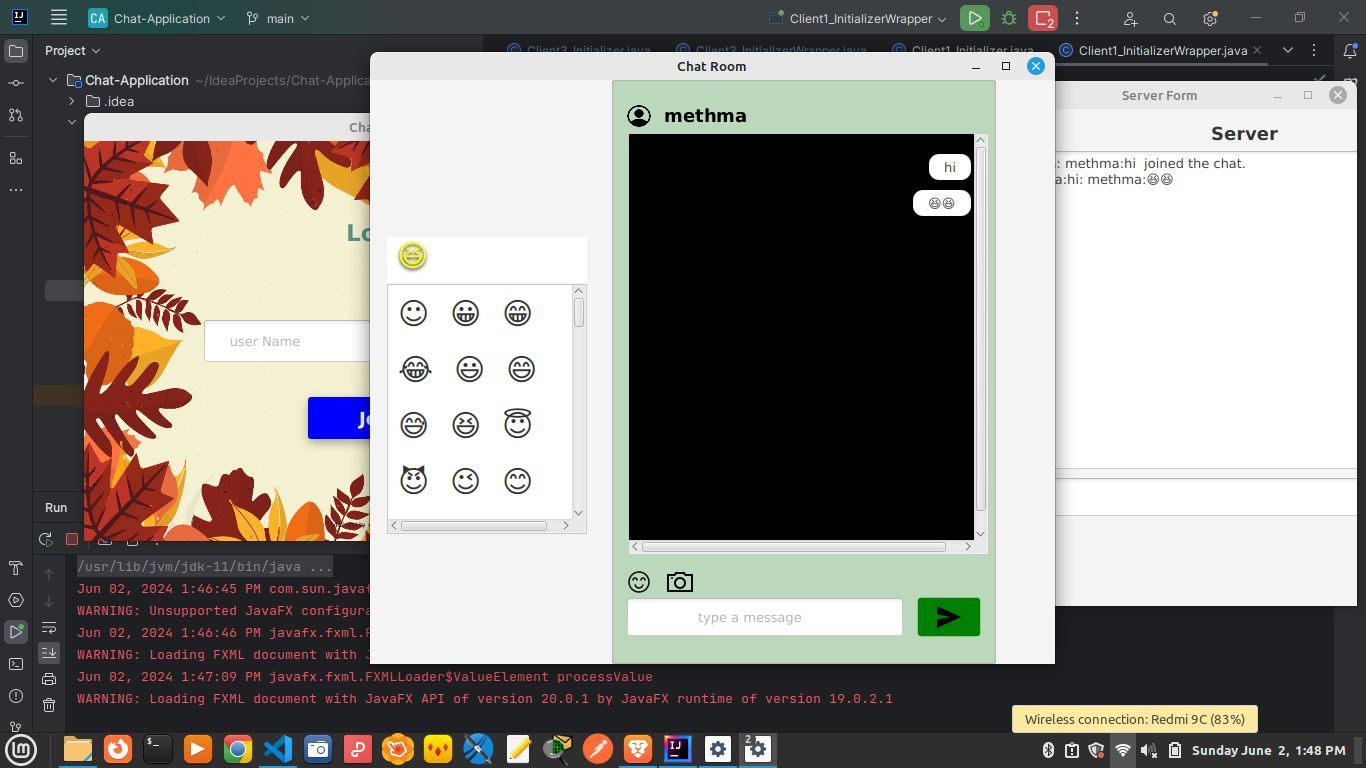 CA Chat-Application
main
Client1_InitializerWrapper
2
Project
Client3_Initializer.java
Client3_InitializerWrapper.java
Client1_Initializer.java
Client1_InitializerWrapper.java
Chat-Application ~/IdeaProjects/Chat-Applica
.idea
Cha
Lo
user Name
Jo
Chat Room
methma
hi
😆😆
type a message
Server Form
Server
: methma:hi joined the chat.
a:hi: methma:😆😆
Run
/usr/lib/jvm/jdk-11/bin/java ...
Jun 02, 2024 1:46:45 PM com.sun.javaf
WARNING: Unsupported JavaFX configura
Jun 02, 2024 1:46:46 PM javafx.fxml.F
WARNING: Loading FXML document with J
Jun 02, 2024 1:47:09 PM javafx.fxml.FXMLLoader$ValueElement processValue
WARNING: Loading FXML document with JavaFX API of version 20.0.1 by JavaFX runtime of version 19.0.2.1
Wireless connection: Redmi 9C (83%)
2
Sunday June 2, 1:48 PM